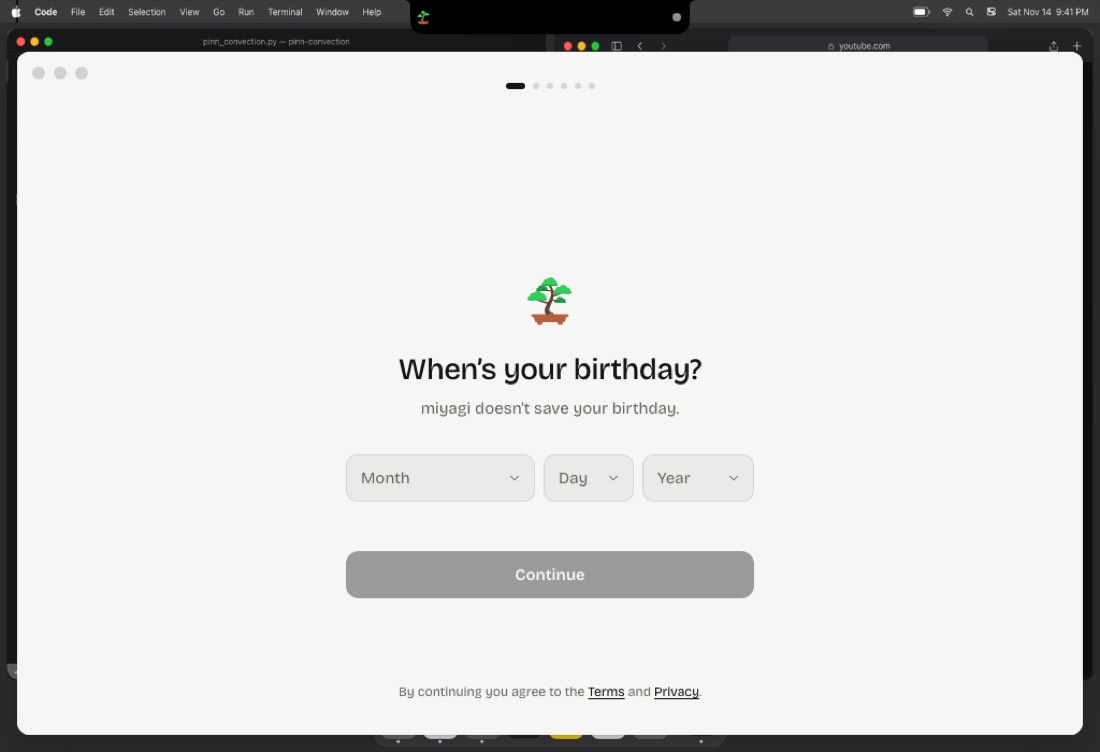 Code File Edit Selection View Go Run Terminal Window Help Sat Nov 14 9:41 PM
pinn_convection.py — pinn-convection youtube.com
When's your birthday?
miyagi doesn't save your birthday.
Month Day Year
Continue
By continuing you agree to the Terms and Privacy.